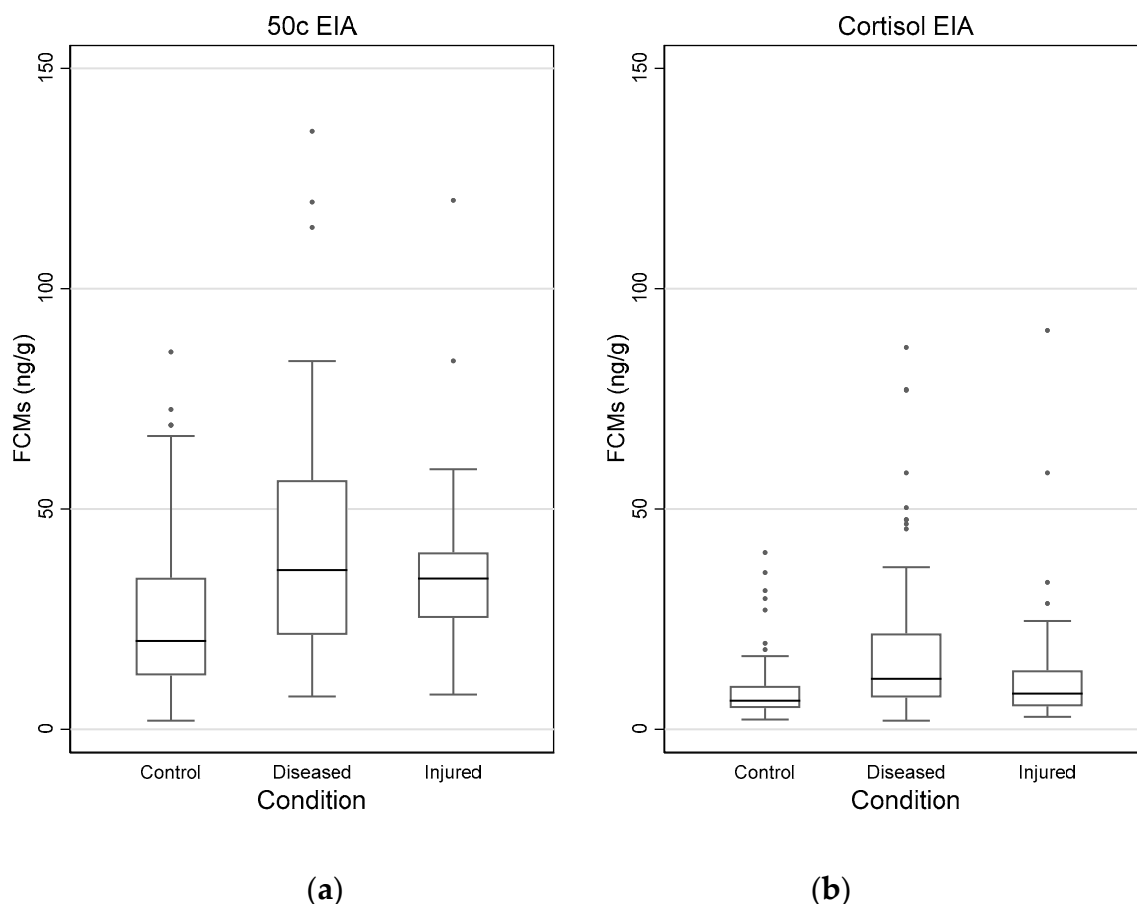 50c EIA
150
100
50
0
FCMs (ng/g)
Control Diseased Injured
Condition
(a)
Cortisol EIA
150
100
50
0
FCMs (ng/g)
Control Diseased Injured
Condition
(b)